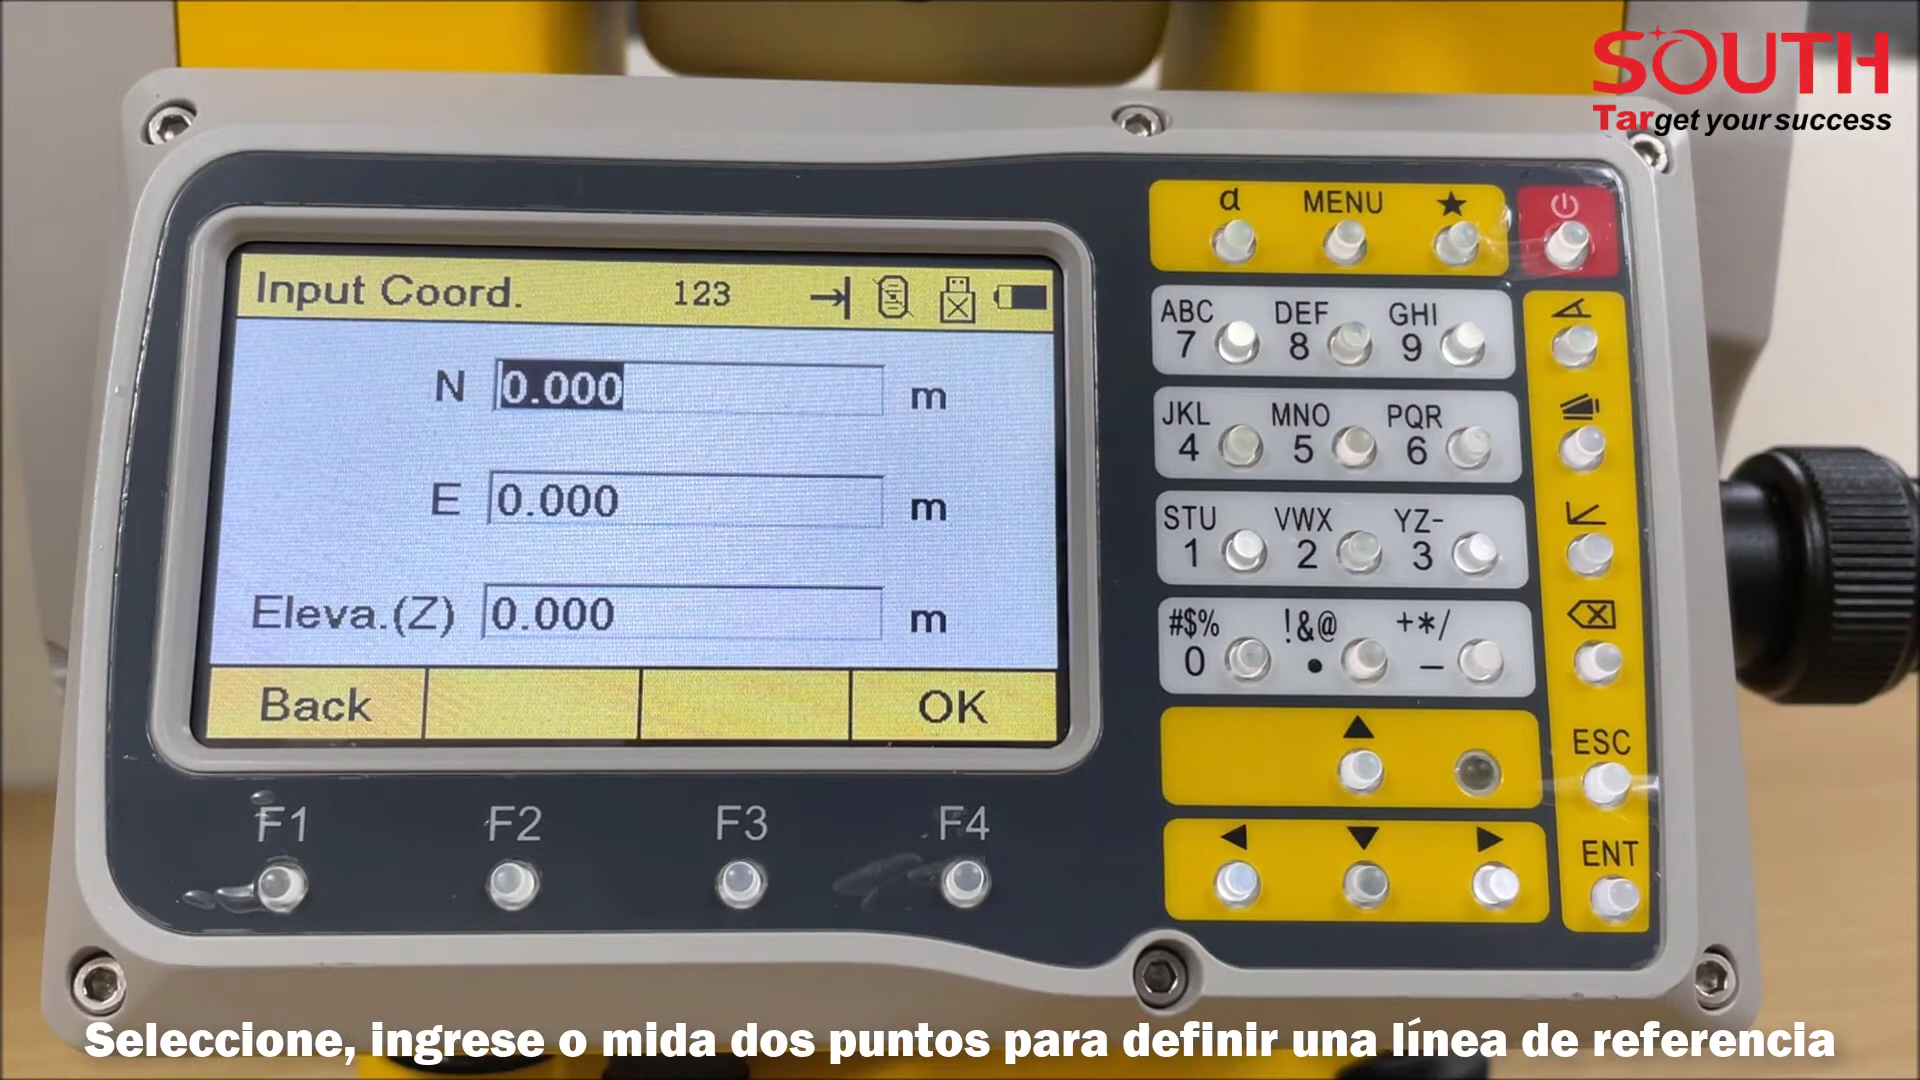 SOUTH
Target your success
α MENU ★
Input Coord. 123
ABC DEF GHI
7 8 9
N 0.000 m
JKL MNO PQR
4 5 6
E 0.000 m
STU VWX YZ-
1 2 3
Eleva.(Z) 0.000 m
#$% !&@ +*/
0 • –
Back OK
ESC
F1 F2 F3 F4
ENT
Seleccione, ingrese o mida dos puntos para definir una línea de referencia